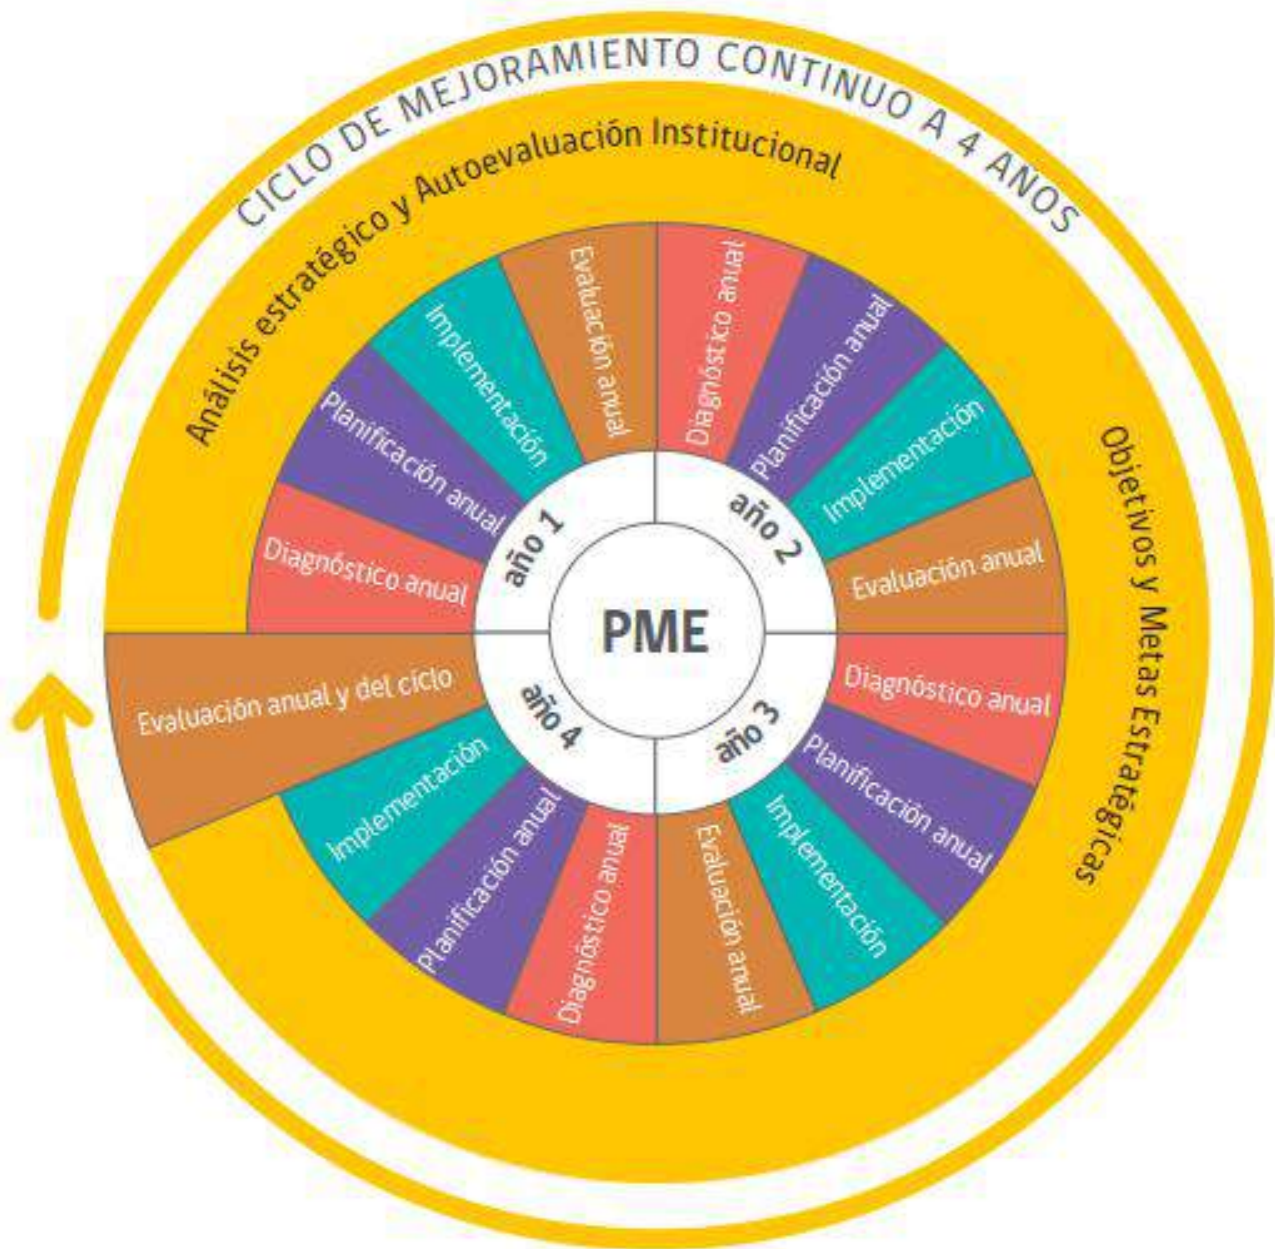 CICLO DE MEJORAMIENTO CONTINUO A 4 ANOS
Análisis estratégico y Autoevaluación Institucional
Objetivos y Metas Estratégicas
PME
año 1
Diagnóstico anual
Planificación anual
Implementación
Evaluación anual
año 2
Diagnóstico anual
Planificación anual
Implementación
Evaluación anual
año 3
Diagnóstico anual
Planificación anual
Implementación
Evaluación anual
año 4
Diagnóstico anual
Planificación anual
Implementación
Evaluación anual y del ciclo